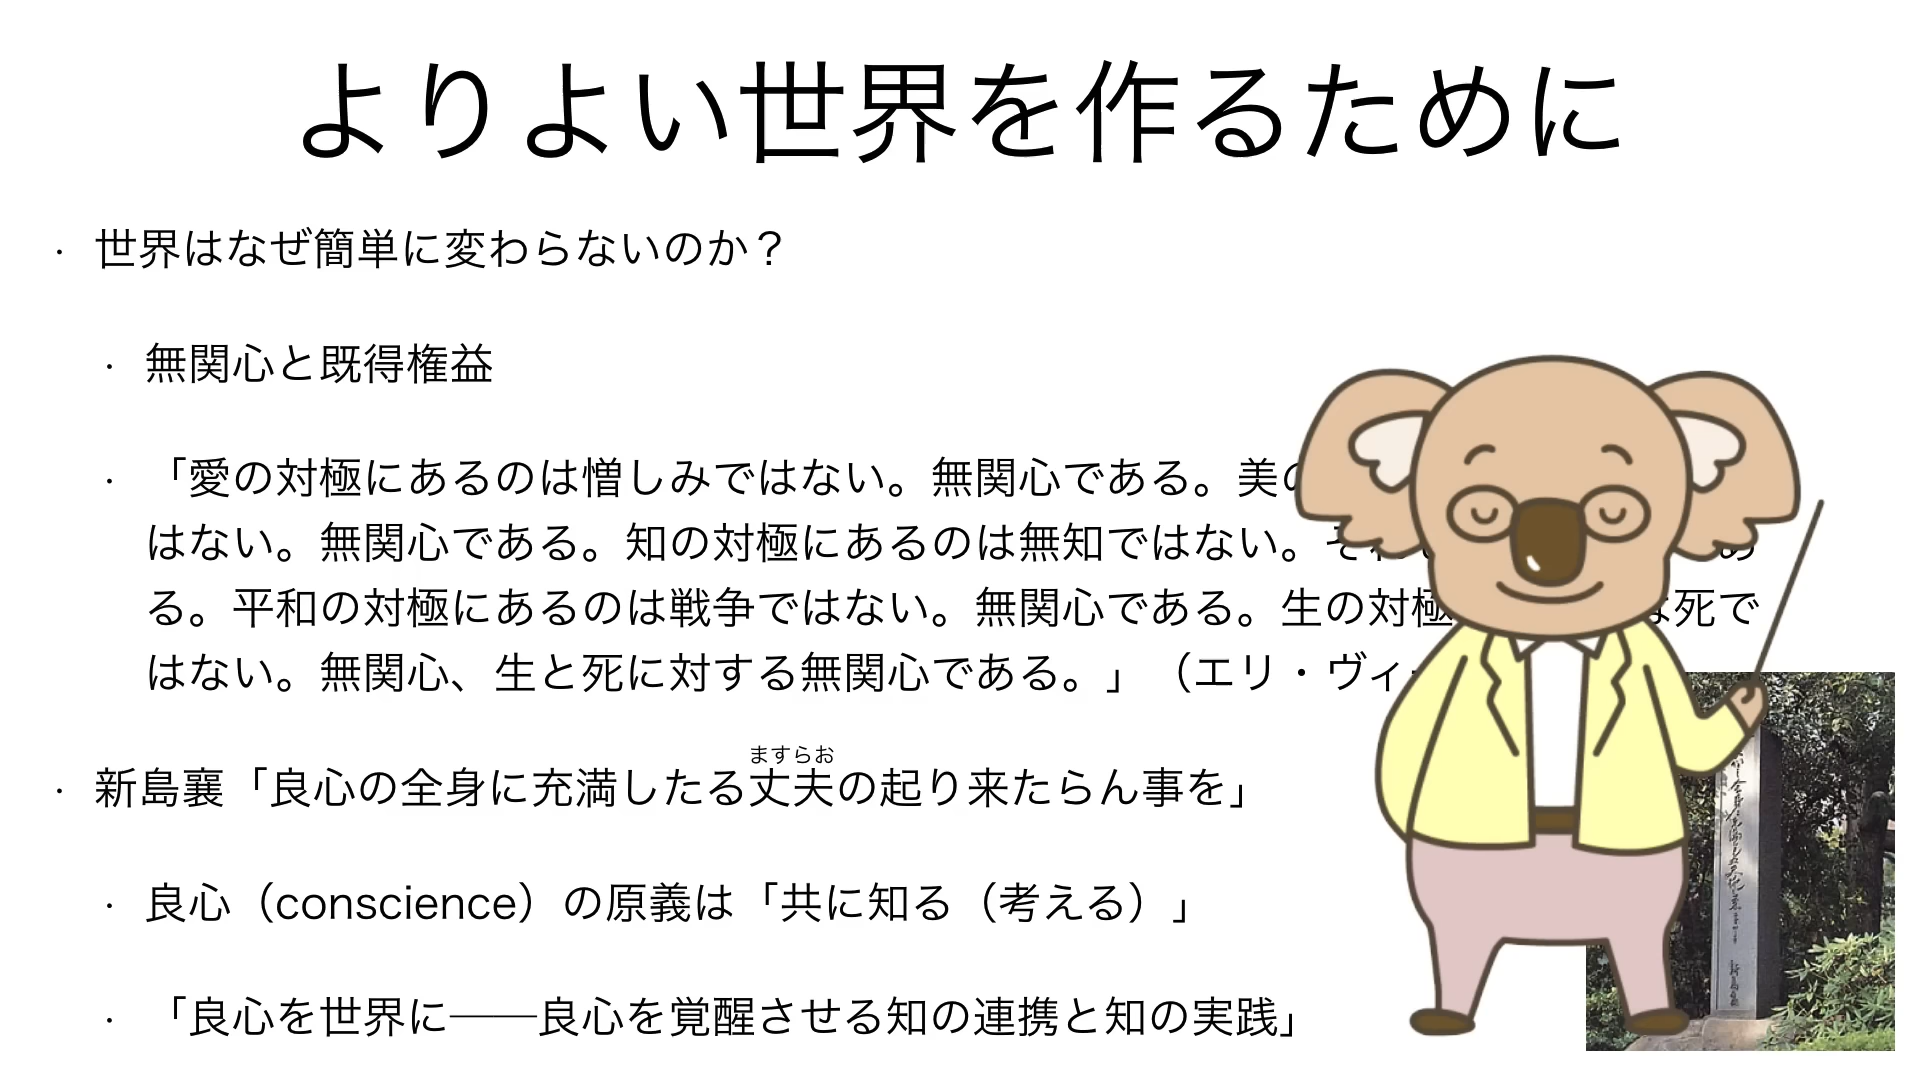 よりよい世界を作るために
・ 世界はなぜ簡単に変わらないのか？
・ 無関心と既得権益
・ 「愛の対極にあるのは憎しみではない。無関心である。美の
はない。無関心である。知の対極にあるのは無知ではない。それ
る。平和の対極にあるのは戦争ではない。無関心である。生の対極 は死で
はない。無関心、生と死に対する無関心である。」（エリ・ヴィ
ますらお
・ 新島襄「良心の全身に充満したる丈夫の起り来たらん事を」
・ 良心（conscience）の原義は「共に知る（考える）」
・ 「良心を世界に――良心を覚醒させる知の連携と知の実践」